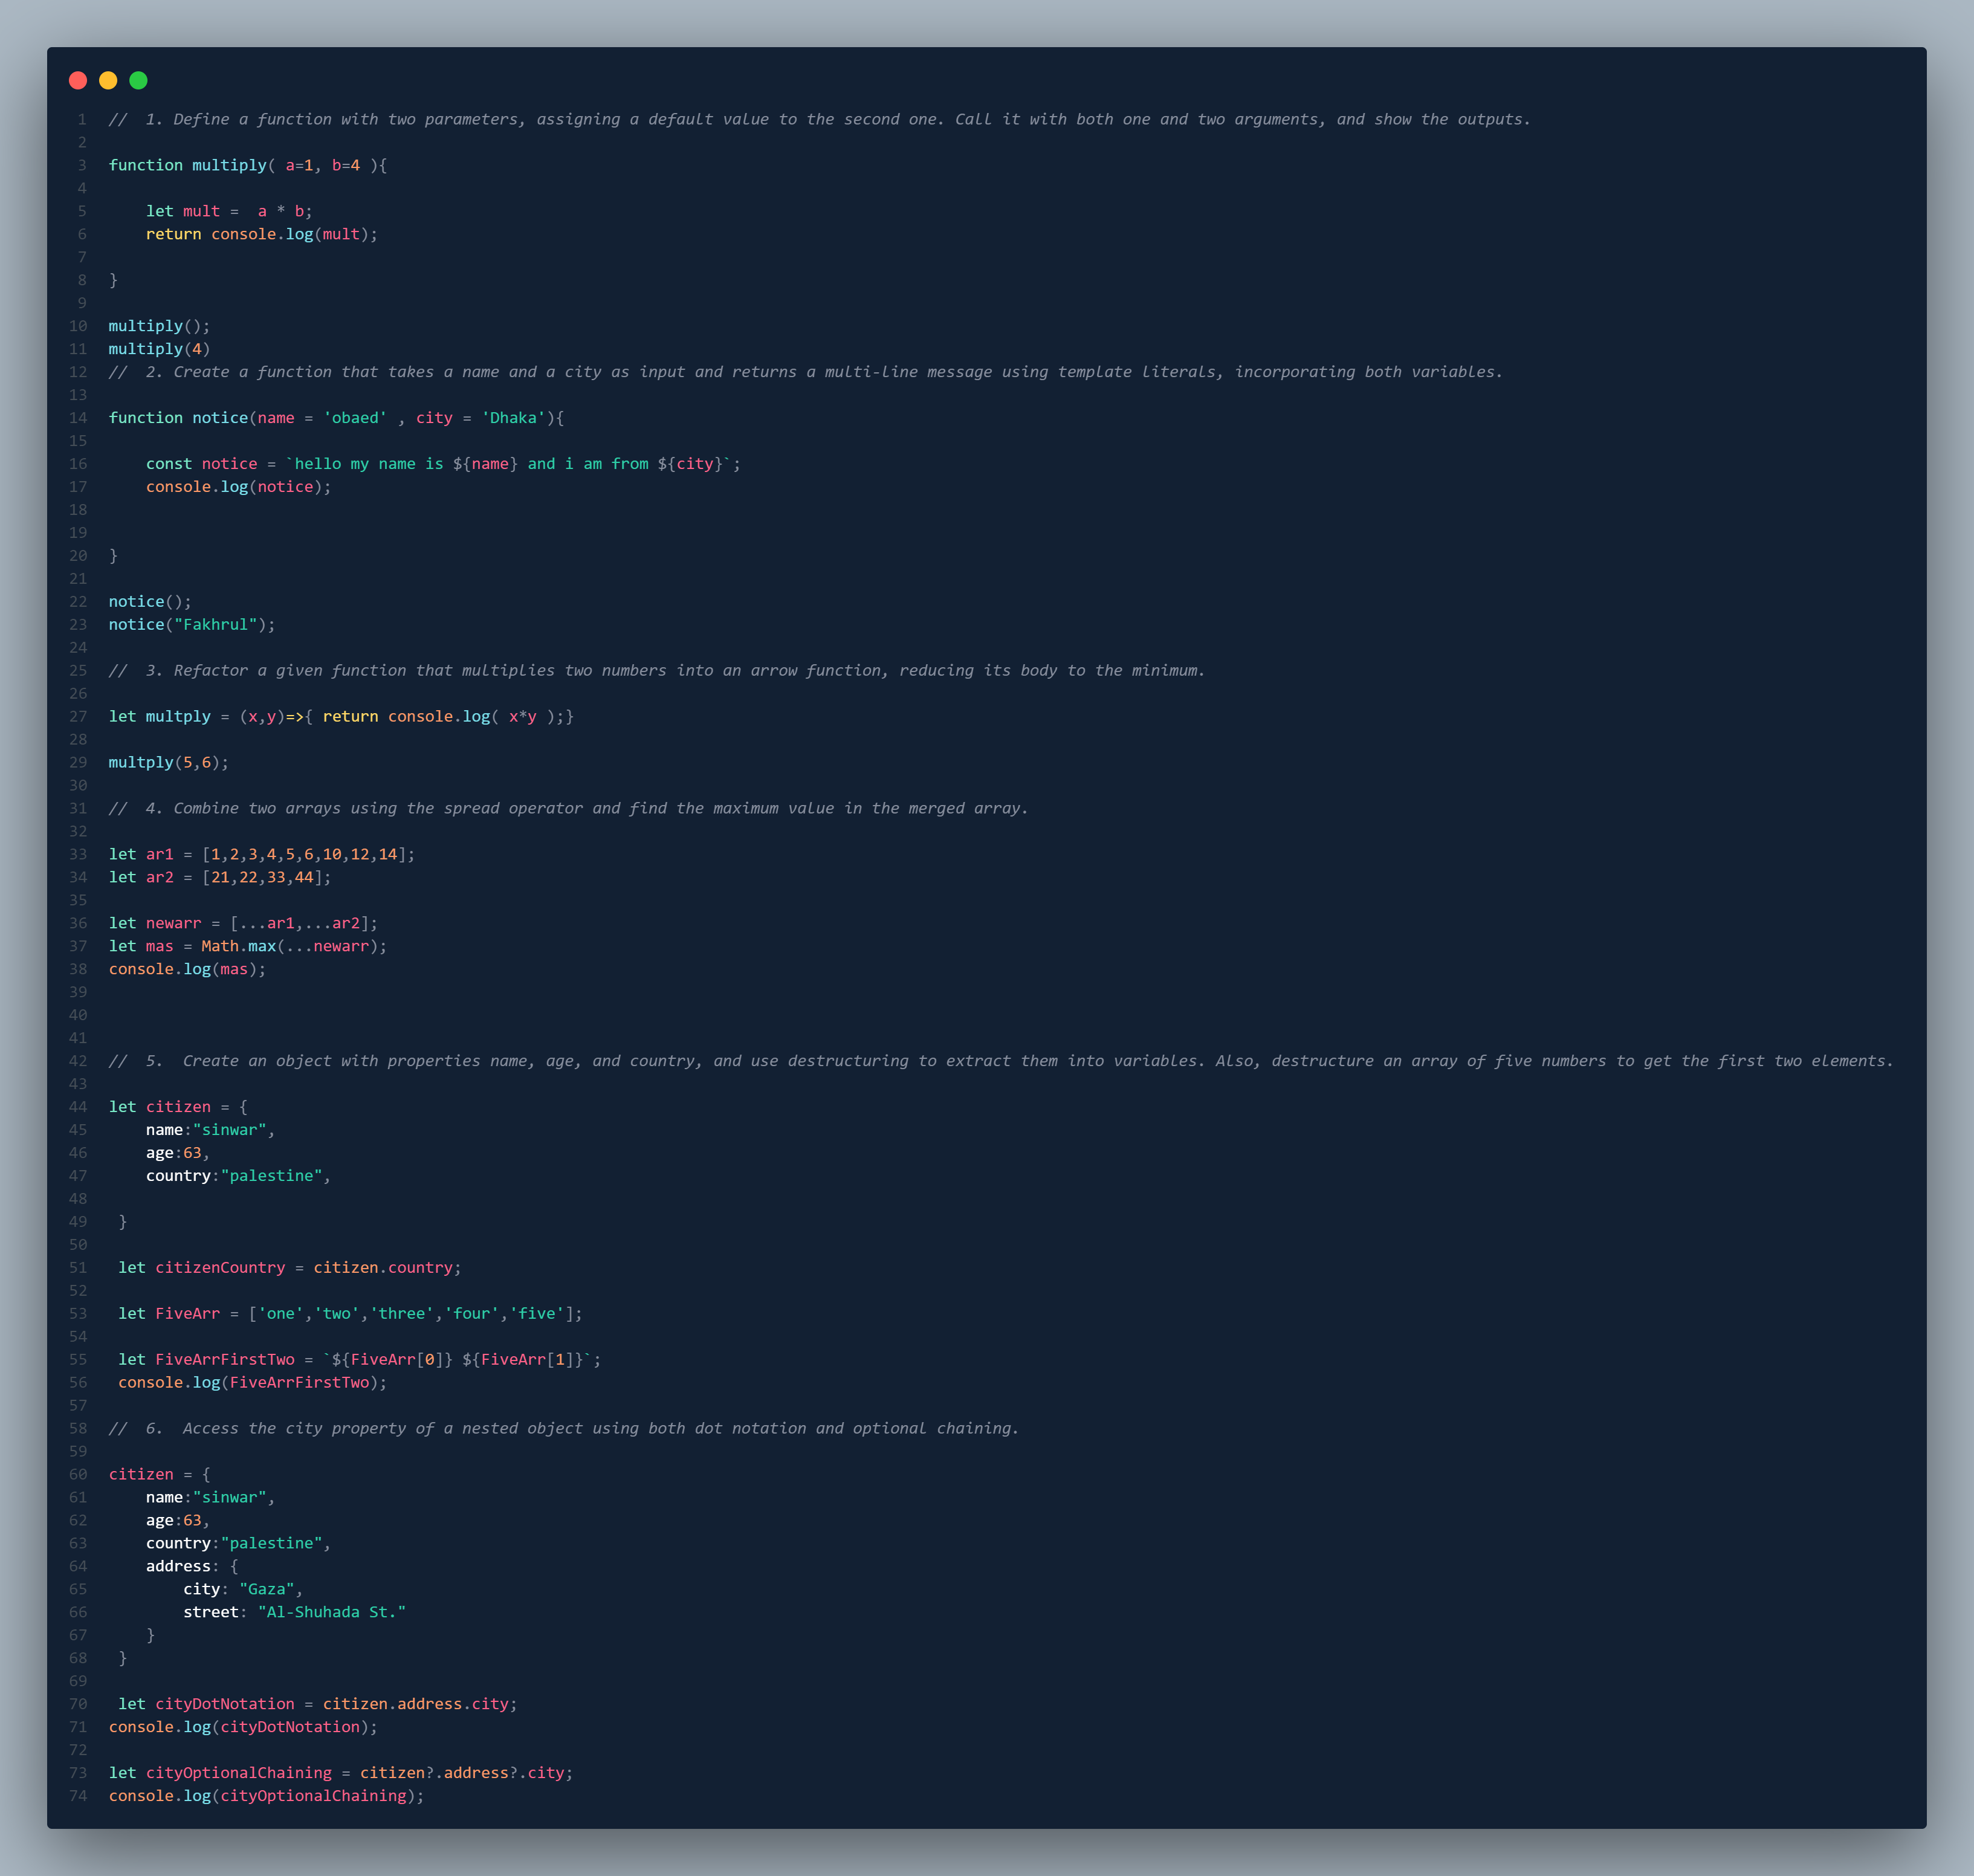 1 //  1. Define a function with two parameters, assigning a default value to the second one. Call it with both one and two arguments, and show the outputs.
2
3 function multiply( a=1, b=4 ){
4
5     let mult =  a * b;
6     return console.log(mult);
7
8 }
9
10 multiply();
11 multiply(4)
12 //  2. Create a function that takes a name and a city as input and returns a multi-line message using template literals, incorporating both variables.
13
14 function notice(name = 'obaed' , city = 'Dhaka'){
15
16     const notice = `hello my name is ${name} and i am from ${city}`;
17     console.log(notice);
18
19
20 }
21
22 notice();
23 notice("Fakhrul");
24
25 //  3. Refactor a given function that multiplies two numbers into an arrow function, reducing its body to the minimum.
26
27 let multply = (x,y)=>{ return console.log( x*y );}
28
29 multply(5,6);
30
31 //  4. Combine two arrays using the spread operator and find the maximum value in the merged array.
32
33 let ar1 = [1,2,3,4,5,6,10,12,14];
34 let ar2 = [21,22,33,44];
35
36 let newarr = [...ar1,...ar2];
37 let mas = Math.max(...newarr);
38 console.log(mas);
39
40
41
42 //  5.  Create an object with properties name, age, and country, and use destructuring to extract them into variables. Also, destructure an array of five numbers to get the first two elements.
43
44 let citizen = {
45     name:"sinwar",
46     age:63,
47     country:"palestine",
48
49  }
50
51  let citizenCountry = citizen.country;
52
53  let FiveArr = ['one','two','three','four','five'];
54
55  let FiveArrFirstTwo = `${FiveArr[0]} ${FiveArr[1]}`;
56  console.log(FiveArrFirstTwo);
57
58 //  6.  Access the city property of a nested object using both dot notation and optional chaining.
59
60 citizen = {
61     name:"sinwar",
62     age:63,
63     country:"palestine",
64     address: {
65         city: "Gaza",
66         street: "Al-Shuhada St."
67     }
68  }
69
70  let cityDotNotation = citizen.address.city;
71 console.log(cityDotNotation);
72
73 let cityOptionalChaining = citizen?.address?.city;
74 console.log(cityOptionalChaining);